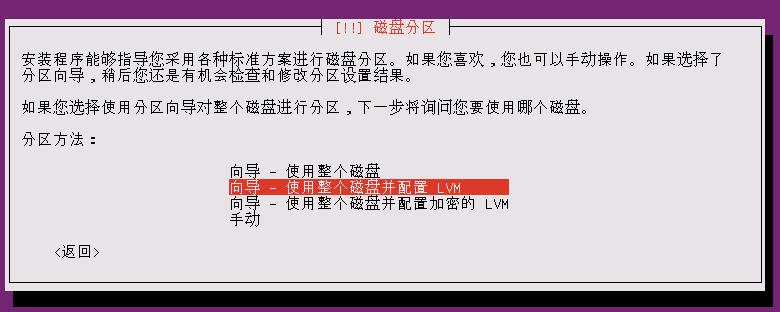 [!!] 磁盘分区
安装程序能够指导您采用各种标准方案进行磁盘分区。如果您喜欢，您也可以手动操作。如果选择了
分区向导，稍后您还是有机会检查和修改分区设置结果。
如果您选择使用分区向导对整个磁盘进行分区，下一步将询问您要使用哪个磁盘。
分区方法：
向导 - 使用整个磁盘
向导 - 使用整个磁盘并配置 LVM
向导 - 使用整个磁盘并配置加密的 LVM
手动
<返回>